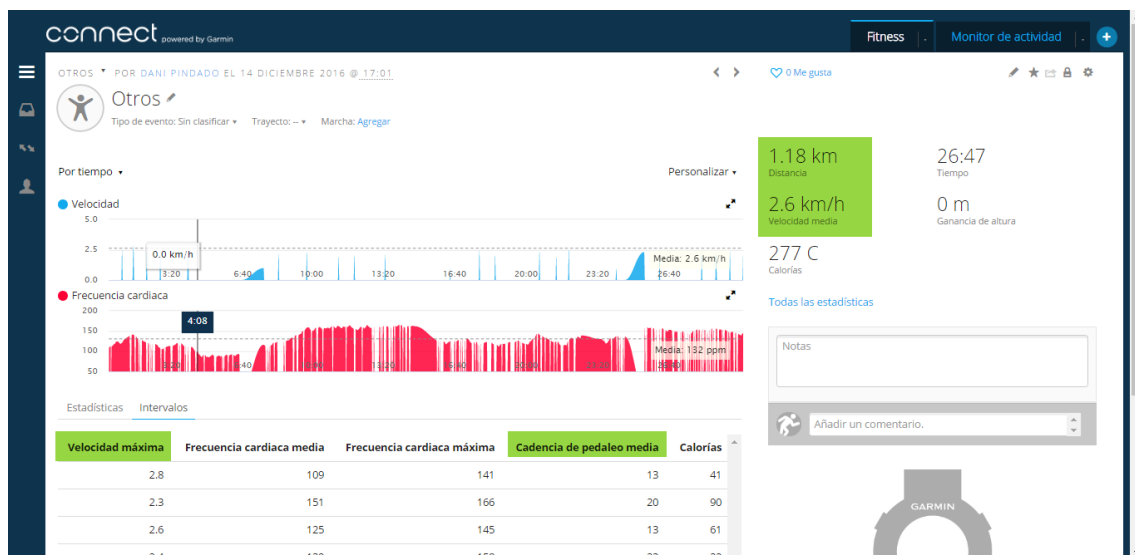 connect powered by Garmin
Fitness
Monitor de actividad
OTROS POR DANI PINDADO EL 14 DICIEMBRE 2016 @ 17:01
Otros
Tipo de evento: Sin clasificar Trayecto: -- Marcha: Agregar
Por tiempo Personalizar
Velocidad
5.0
2.5
0.0
0.0 km/h
Media: 2.6 km/h
3:20 6:40 10:00 13:20 16:40 20:00 23:20 26:40
Frecuencia cardiaca
200
150
100
50
4:08
Media: 132 ppm
Estadísticas Intervalos
Velocidad máxima Frecuencia cardiaca media Frecuencia cardiaca máxima Cadencia de pedaleo media Calorías
2.8 109 141 13 41
2.3 151 166 20 90
2.6 125 145 13 61
0 Me gusta
1.18 km 26:47
Distancia Tiempo
2.6 km/h 0 m
Velocidad media Ganancia de altura
277 C
Calorías
Todas las estadísticas
Notas
Añadir un comentario.
GARMIN